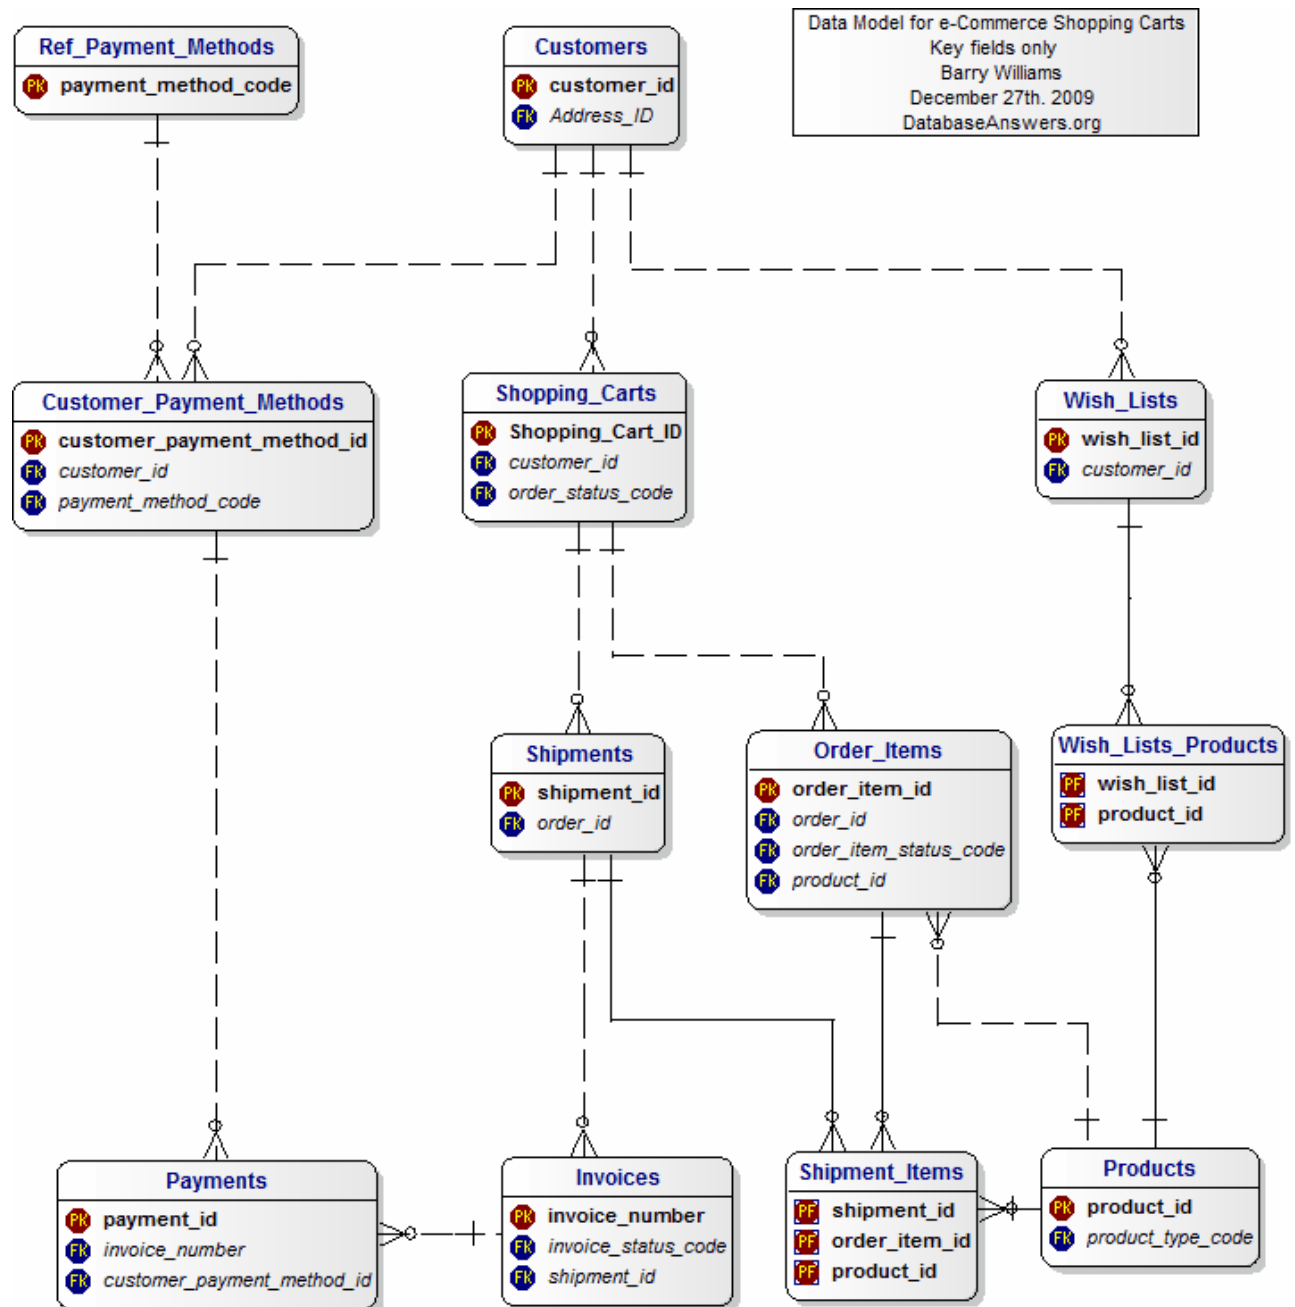 Ref_Payment_Methods
PK payment_method_code
Customers
PK customer_id
FK Address_ID
Data Model for e-Commerce Shopping Carts
Key fields only
Barry Williams
December 27th. 2009
DatabaseAnswers.org
Customer_Payment_Methods
PK customer_payment_method_id
FK customer_id
FK payment_method_code
Shopping_Carts
PK Shopping_Cart_ID
FK customer_id
FK order_status_code
Wish_Lists
PK wish_list_id
FK customer_id
Shipments
PK shipment_id
FK order_id
Order_Items
PK order_item_id
FK order_id
FK order_item_status_code
FK product_id
Wish_Lists_Products
PF wish_list_id
PF product_id
Payments
PK payment_id
FK invoice_number
FK customer_payment_method_id
Invoices
PK invoice_number
FK invoice_status_code
FK shipment_id
Shipment_Items
PF shipment_id
PF order_item_id
PF product_id
Products
PK product_id
FK product_type_code